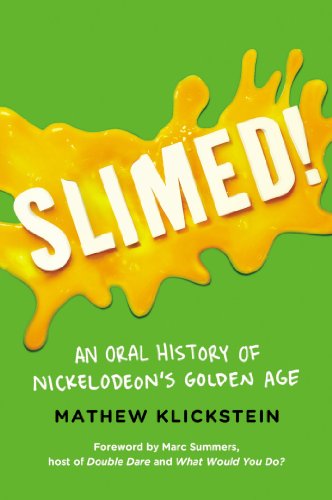 SLIMED!
AN ORAL HISTORY OF
NICKELODEON'S GOLDEN AGE
MATHEW KLICKSTEIN
Foreword by Marc Summers,
host of Double Dare and What Would You Do?